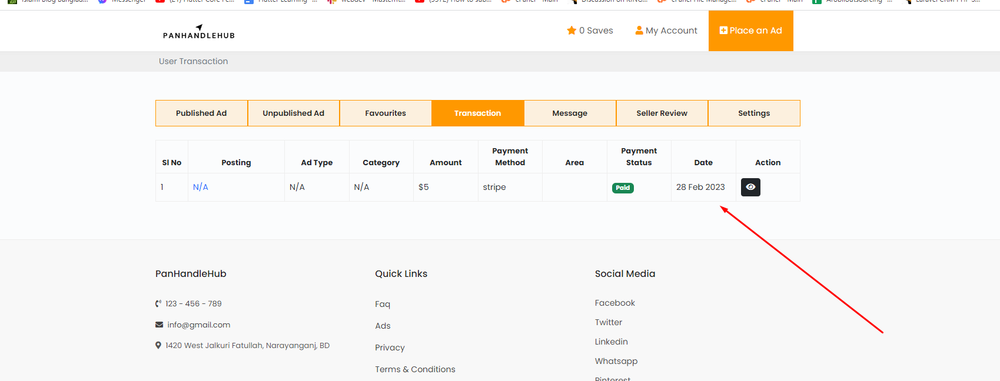 Messenger
PANHANDLEHUB
0 Saves
My Account
Place an Ad
User Transaction
Published Ad
Unpublished Ad
Favourites
Transaction
Message
Seller Review
Settings
Sl No
Posting
Ad Type
Category
Amount
Payment
Method
Area
Payment
Status
Date
Action
1
N/A
N/A
N/A
$5
stripe
Paid
28 Feb 2023
PanHandleHub
Quick Links
Social Media
123 - 456 - 789
info@gmail.com
1420 West Jalkuri Fatullah, Narayanganj, BD
Faq
Ads
Privacy
Terms & Conditions
Facebook
Twitter
Linkedin
Whatsapp
Pinterest